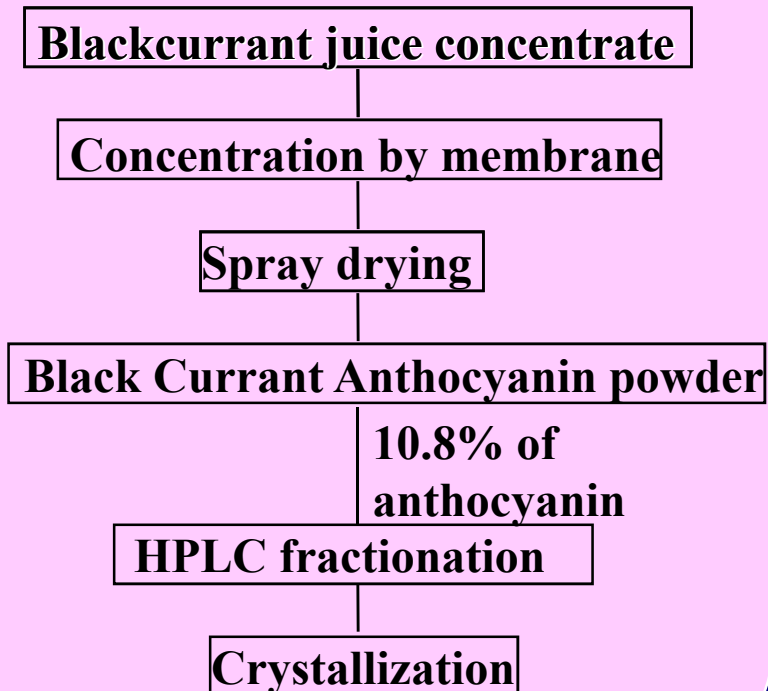 Blackcurrant juice concentrate
Concentration by membrane
Spray drying
Black Currant Anthocyanin powder
10.8% of
anthocyanin
HPLC fractionation
Crystallization